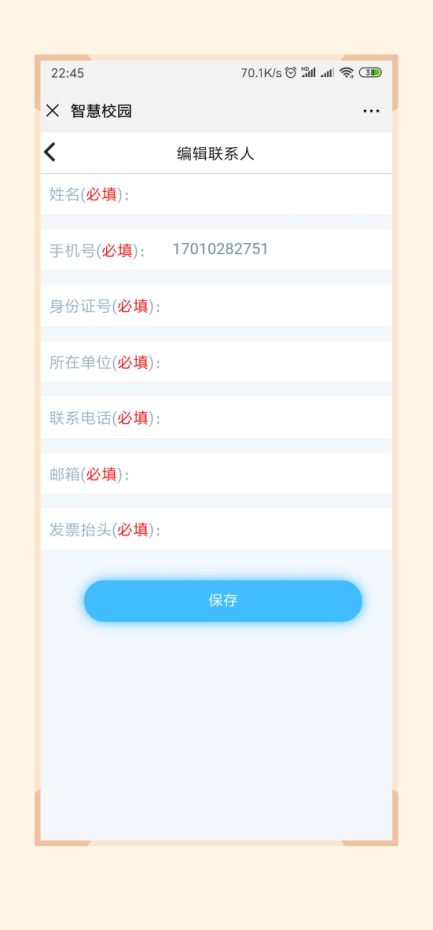 22:45 70.1K/s HD 38
智慧校园 ...
编辑联系人
姓名(必填):
手机号(必填): 17010282751
身份证号(必填):
所在单位(必填):
联系电话(必填):
邮箱(必填):
发票抬头(必填):
保存